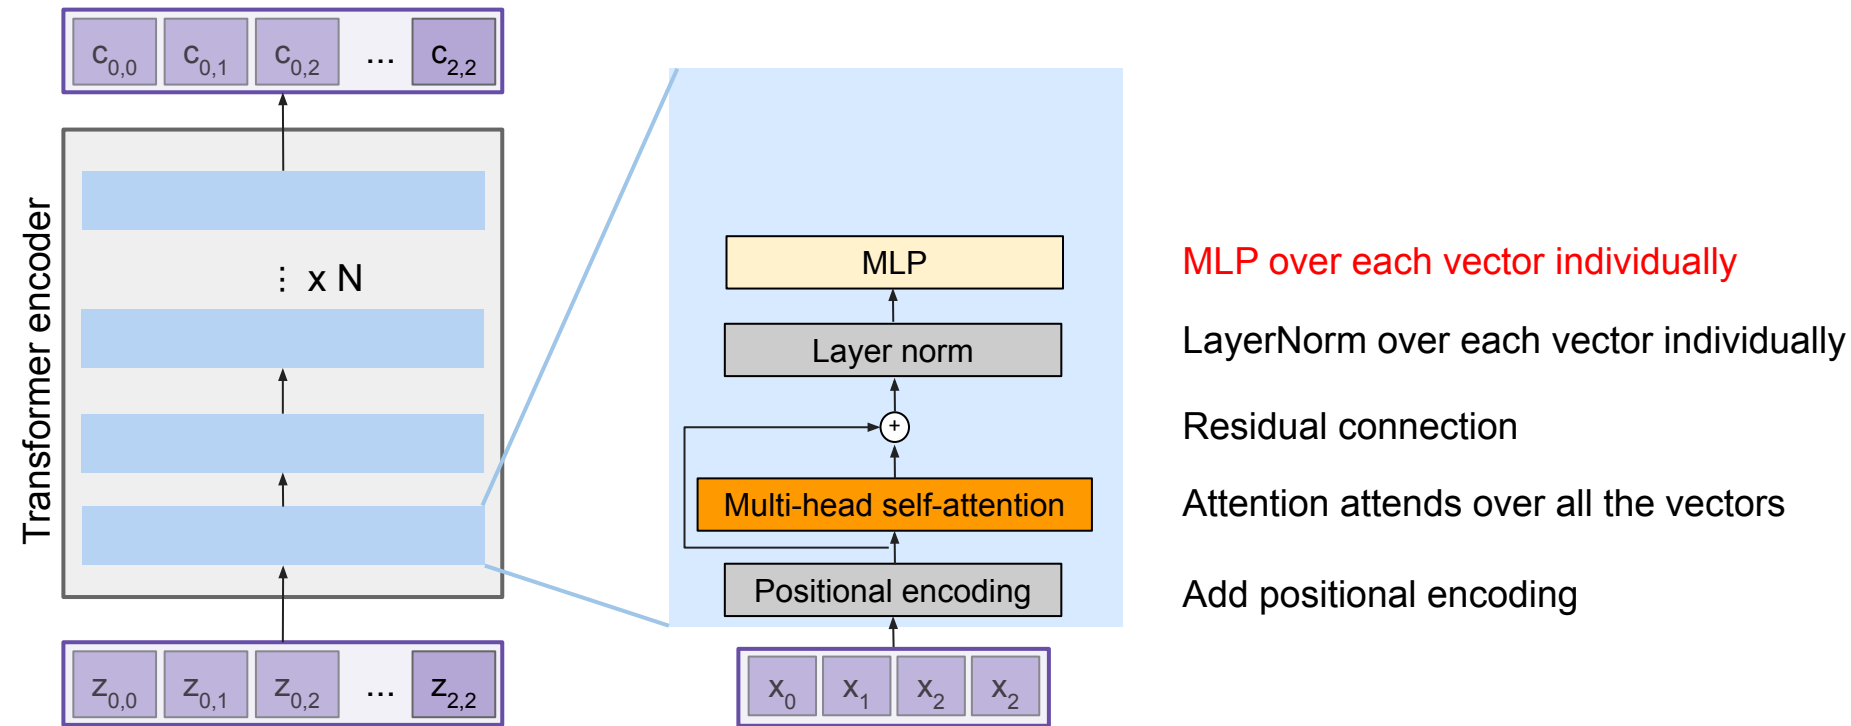 c0,0 c0,1 c0,2 ... c2,2
Transformer encoder
⋮ x N
z0,0 z0,1 z0,2 ... z2,2
MLP
Layer norm
+
Multi-head self-attention
Positional encoding
x0 x1 x2 x2
MLP over each vector individually
LayerNorm over each vector individually
Residual connection
Attention attends over all the vectors
Add positional encoding